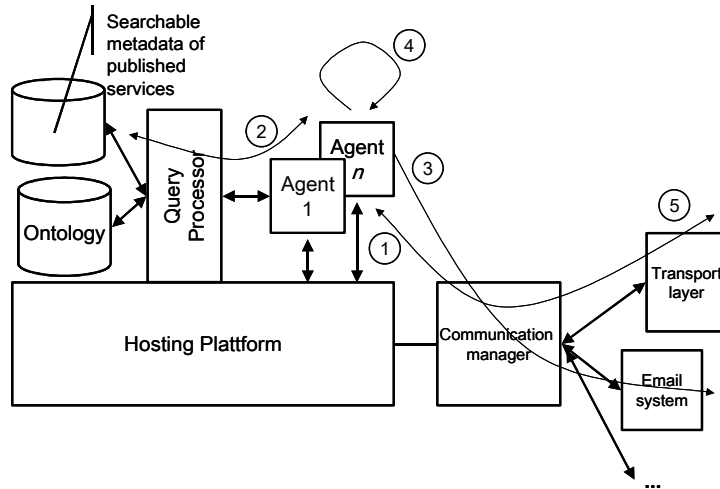 Searchable
metadata of
published
services
4
2
Agent
n
3
Agent
1
Query
Processor
Ontology
1
5
Transport
layer
Hosting Plattform
Communication
manager
Email
system
...